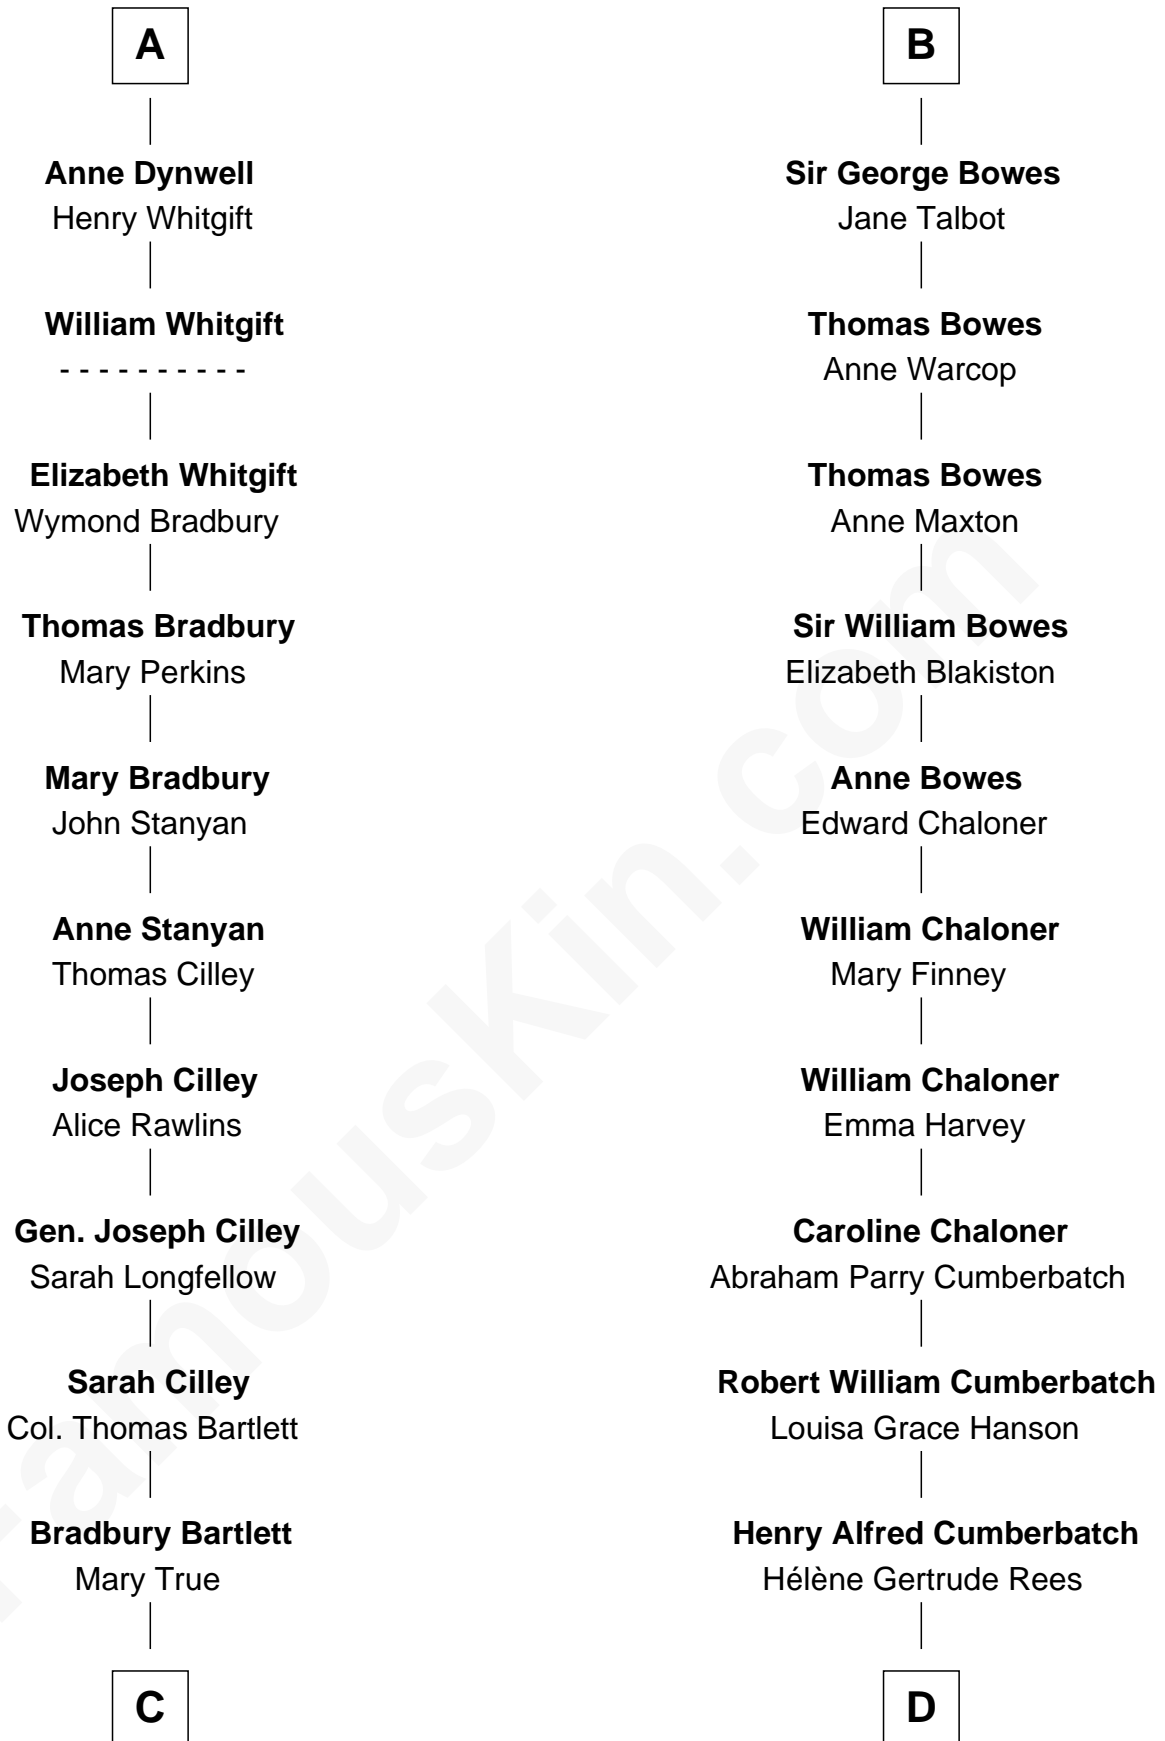 A
Anne Dynwell
Henry Whitgift
William Whitgift
- - - - - - - - - -
Elizabeth Whitgift
Wymond Bradbury
Thomas Bradbury
Mary Perkins
Mary Bradbury
John Stanyan
Anne Stanyan
Thomas Cilley
Joseph Cilley
Alice Rawlins
Gen. Joseph Cilley
Sarah Longfellow
Sarah Cilley
Col. Thomas Bartlett
Bradbury Bartlett
Mary True
C
B
Sir George Bowes
Jane Talbot
Thomas Bowes
Anne Warcop
Thomas Bowes
Anne Maxton
Sir William Bowes
Elizabeth Blakiston
Anne Bowes
Edward Chaloner
William Chaloner
Mary Finney
William Chaloner
Emma Harvey
Caroline Chaloner
Abraham Parry Cumberbatch
Robert William Cumberbatch
Louisa Grace Hanson
Henry Alfred Cumberbatch
Hélène Gertrude Rees
D
FamousKin.com